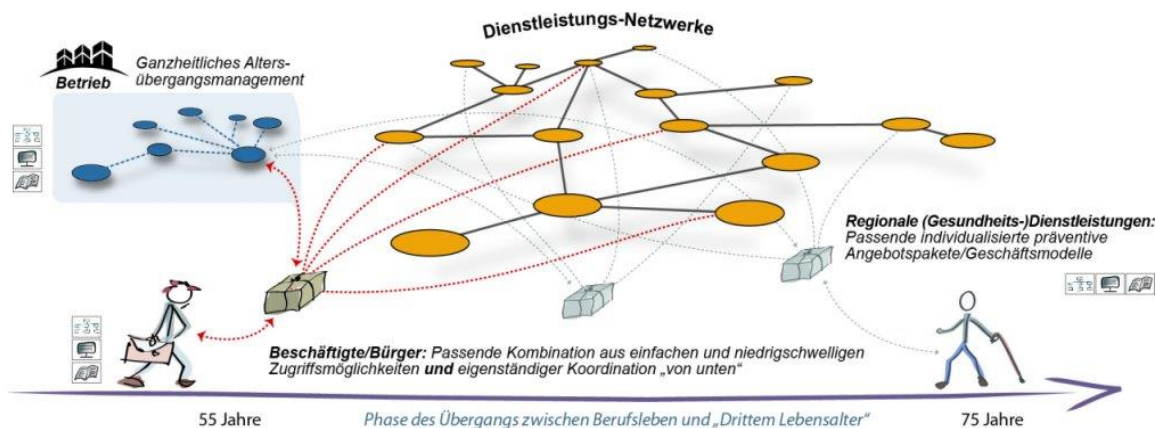 Dienstleistungs-Netzwerke
Betrieb
Ganzheitliches Alters-
übergangsmanagement
Regionale (Gesundheits-)Dienstleistungen:
Passende individualisierte präventive
Angebotspakete/Geschäftsmodelle
Beschäftigte/Bürger: Passende Kombination aus einfachen und niedrigschwelligen
Zugriffsmöglichkeiten und eigenständiger Koordination „von unten“
55 Jahre
Phase des Übergangs zwischen Berufsleben und „Drittem Lebensalter“
75 Jahre